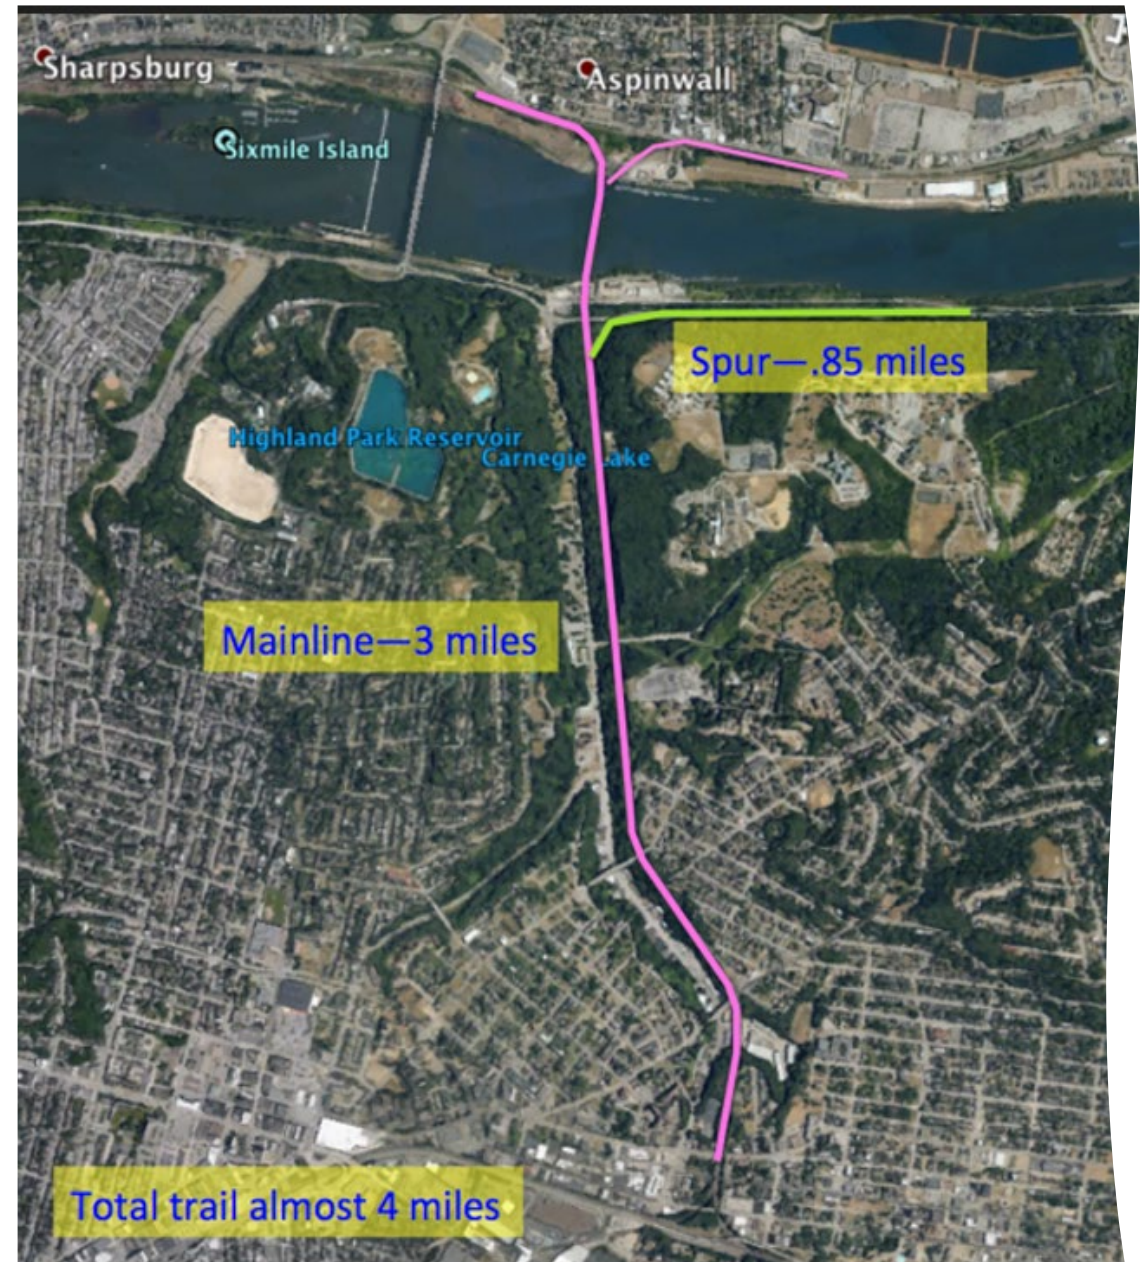 Sharpsburg
Aspinwall
Sixmile Island
Spur—.85 miles
Highland Park Reservoir
Carnegie Lake
Mainline—3 miles
Total trail almost 4 miles